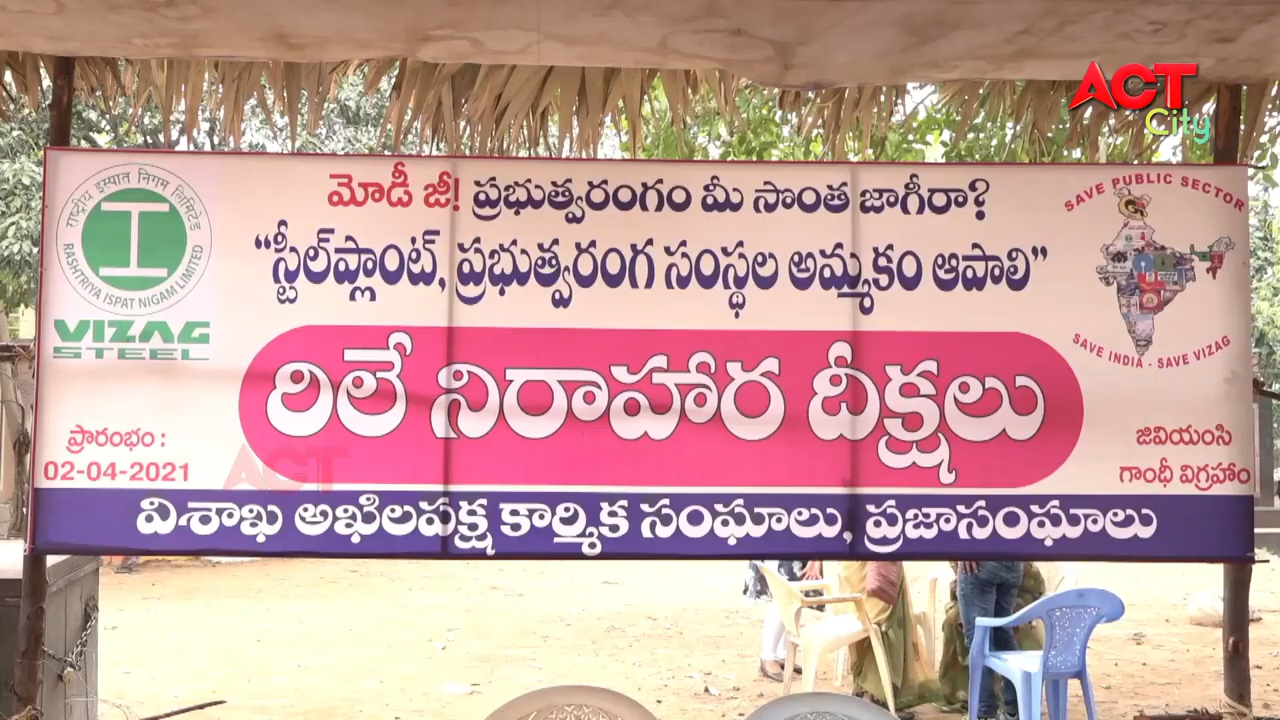 ACT
City
राष्ट्रीय इस्पात निगम लिमिटेड
RASHTRIYA ISPAT NIGAM LIMITED
VIZAG
STEEL
మోడీ జీ! ప్రభుత్వరంగం మీ సొంత జాగీరా?
“స్టీల్‌ప్లాంట్, ప్రభుత్వరంగ సంస్థల అమ్మకం ఆపాలి”
SAVE PUBLIC SECTOR
SAVE INDIA - SAVE VIZAG
రిలే నిరాహార దీక్షలు
ప్రారంభం :
02-04-2021
ACT
జివియంసి
గాంధీ విగ్రహం
విశాఖ అఖిలపక్ష కార్మిక సంఘాలు, ప్రజాసంఘాలు